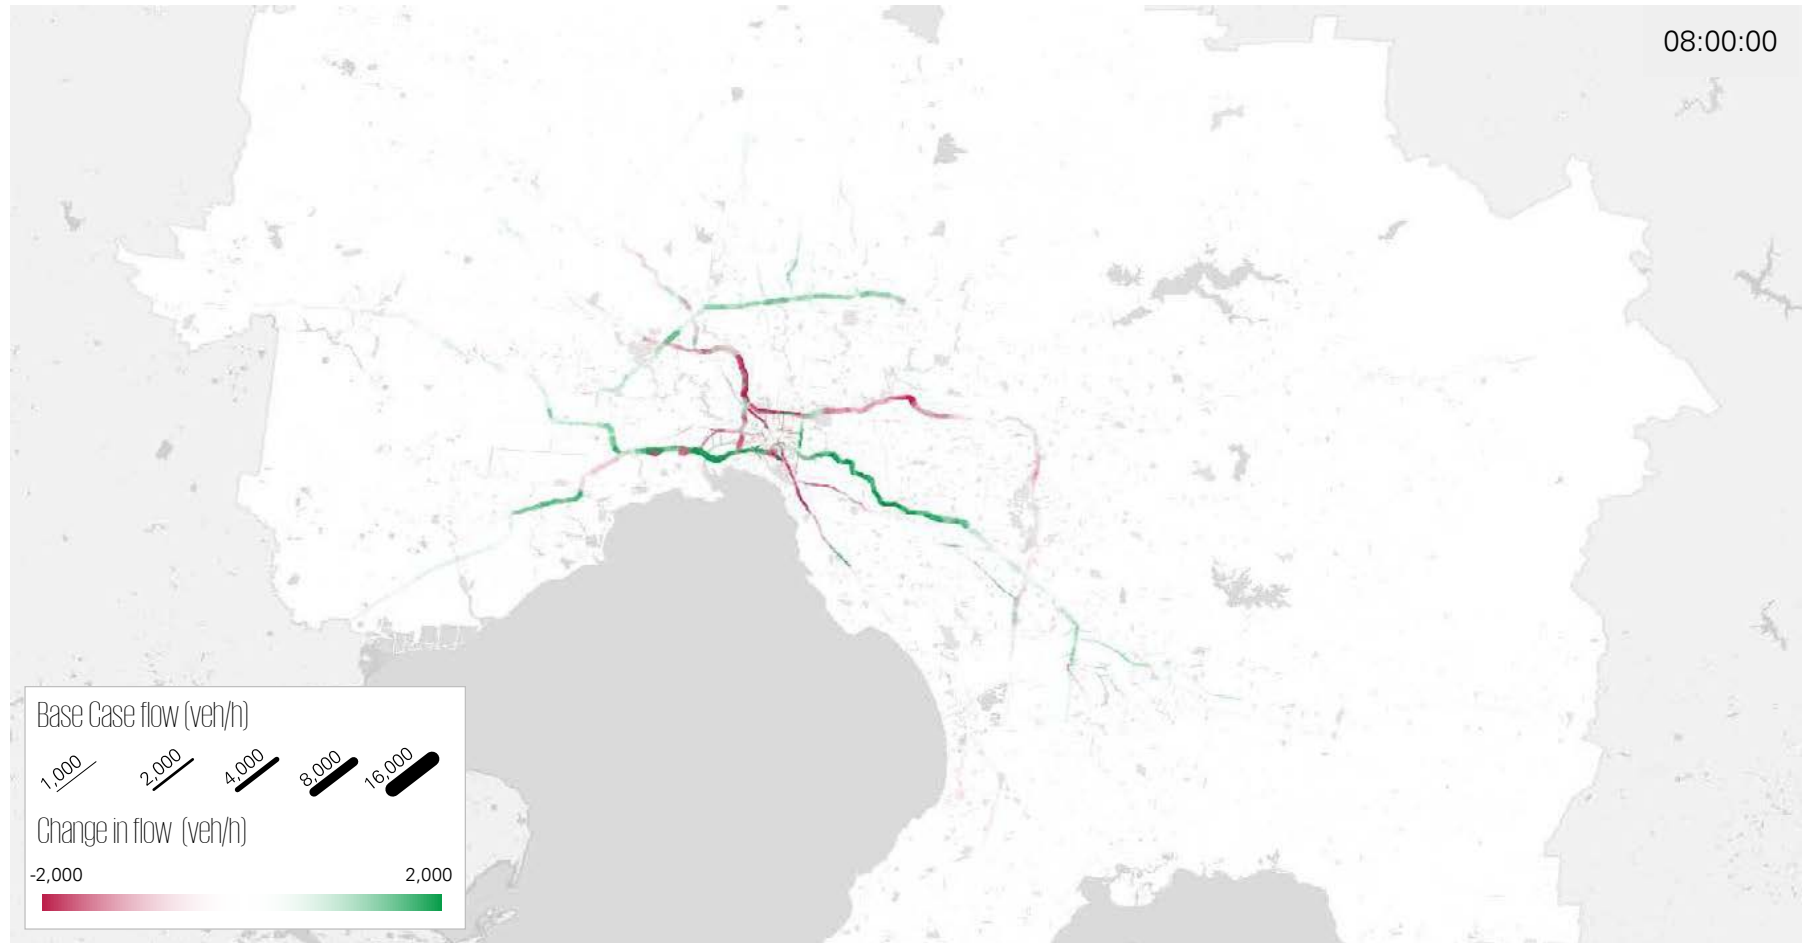 08:00:00
Base Case flow (veh/h)
1,000 2,000 4,000 8,000 16,000
Change in flow (veh/h)
-2,000 2,000